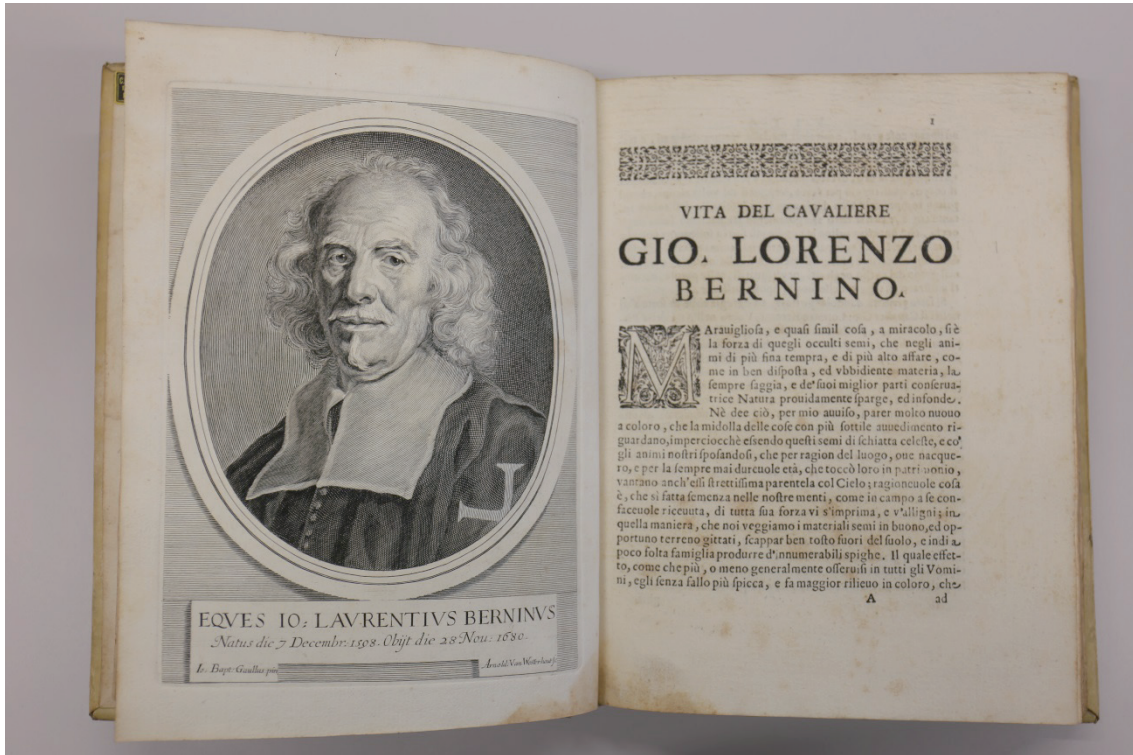 EQVES IO: LAVRENTIVS BERNINVS
Natus die 7 Decembr: 1598. Obijt die 28 Nou: 1680.
Io. Bapt. Gaullus pin
Arnold Van Westerhout
1
VITA DEL CAVALIERE
GIO. LORENZO
BERNINO.
MArauigliosa, e quasi simil cosa, a miracolo, si è
la forza di quegli occulti semi, che negli ani-
mi di più fina tempra, e di più alto affare, co-
me in ben disposta, ed vbbidiente materia, la
sempre saggia, e de' suoi miglior parti conserua-
trice Natura prouidamente sparge, ed infonde.
Nè dee ciò, per mio auuiso, parer molto nuouo
a coloro, che la midolla delle cose con più sottile auuedimento ri-
guardano, imperciocchè essendo questi semi di schiatta celeste, e co'
gli animi nostri sposandosi, che per ragion del luogo, oue nacque-
ro, e per la sempre mai dureuole età, che toccò loro in patrimonio,
vantano anch'essi strettissima parentela col Cielo; ragioneuole cosa
è, che sì fatta semenza nelle nostre menti, come in campo a se con-
faceuole riceuuta, di tutta sua forza vi s'imprima, e v'alligni; in
quella maniera, che noi veggiamo i materiali semi in buono, ed op-
portuno terreno gittati, scappar ben tosto fuori del suolo, e indi a
poco folta famiglia produrre d'innumerabili spighe. Il quale effet-
to, come che più, o meno generalmente osseruisi in tutti gli Vomi-
ni, egli senza fallo più spicca, e fa maggior rilieuo in coloro, che
A ad